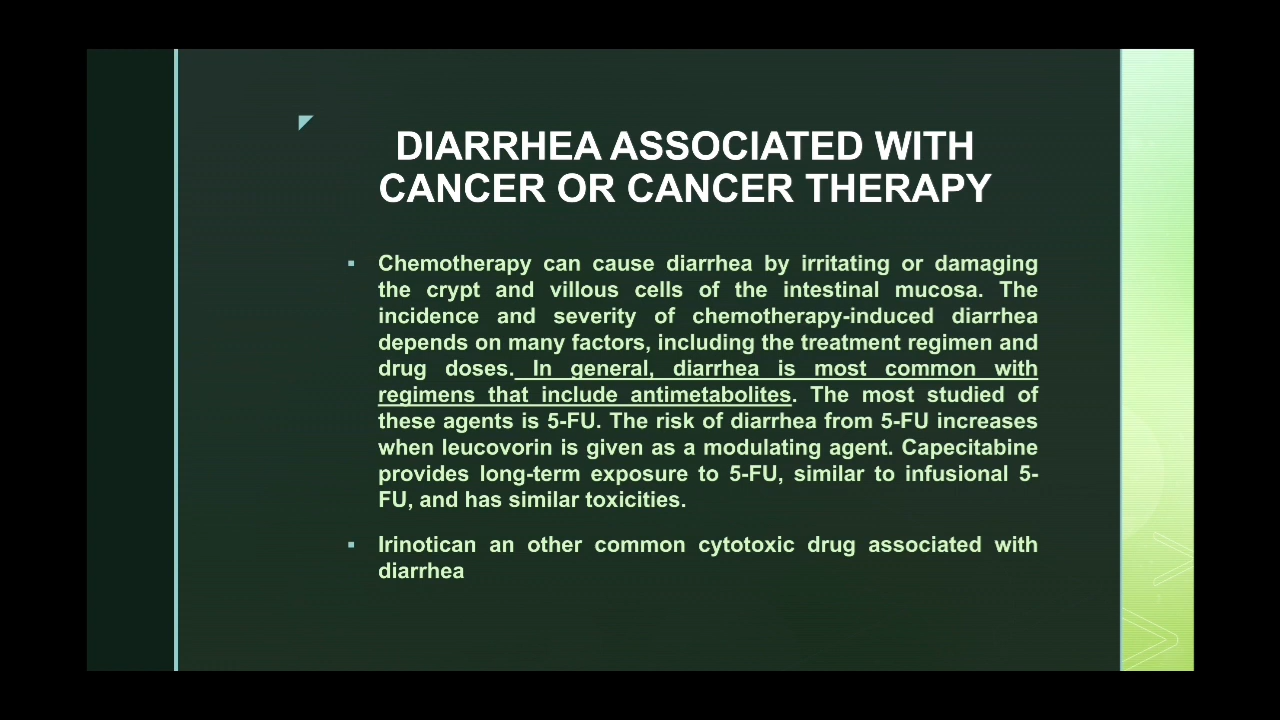 DIARRHEA ASSOCIATED WITH
CANCER OR CANCER THERAPY
▪ Chemotherapy can cause diarrhea by irritating or damaging
the crypt and villous cells of the intestinal mucosa. The
incidence and severity of chemotherapy-induced diarrhea
depends on many factors, including the treatment regimen and
drug doses. In general, diarrhea is most common with
regimens that include antimetabolites. The most studied of
these agents is 5-FU. The risk of diarrhea from 5-FU increases
when leucovorin is given as a modulating agent. Capecitabine
provides long-term exposure to 5-FU, similar to infusional 5-
FU, and has similar toxicities.
▪ Irinotican an other common cytotoxic drug associated with
diarrhea